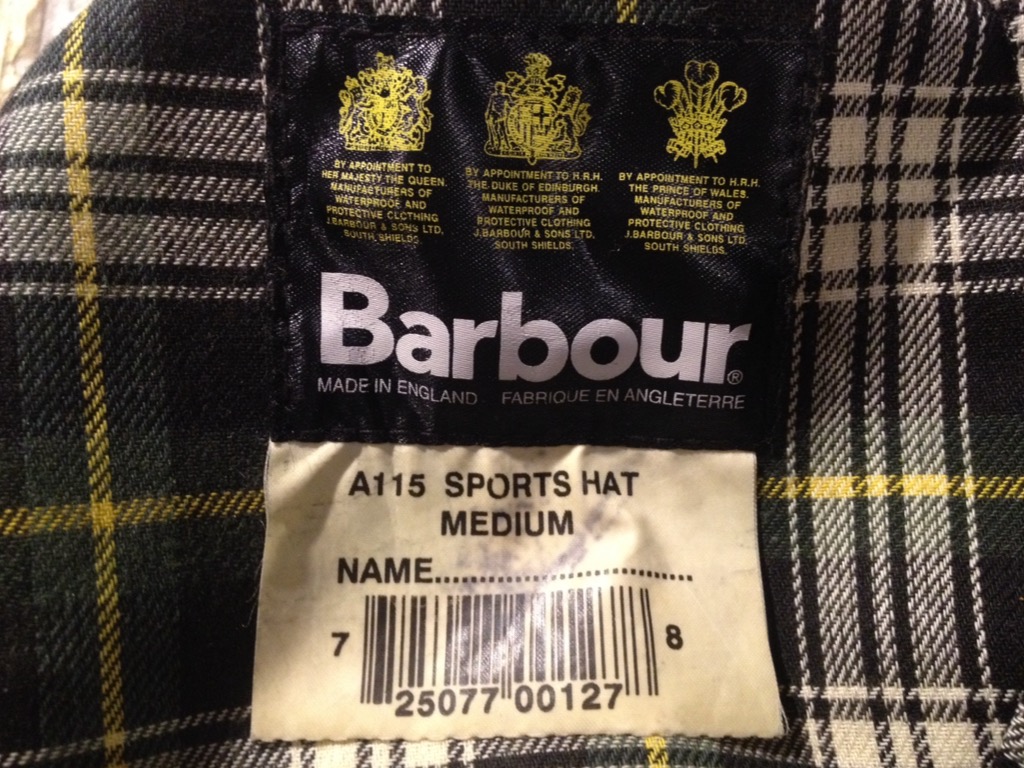 BY APPOINTMENT TO
HER MAJESTY THE QUEEN.
MANUFACTURERS OF
WATERPROOF AND
PROTECTIVE CLOTHING
J.BARBOUR & SONS LTD,
SOUTH SHIELDS.
BY APPOINTMENT TO H.R.H.
THE DUKE OF EDINBURGH.
MANUFACTURERS OF
WATERPROOF AND
PROTECTIVE CLOTHING
J.BARBOUR & SONS LTD.
SOUTH SHIELDS.
BY APPOINTMENT TO H.R.H.
THE PRINCE OF WALES.
MANUFACTURERS OF
WATERPROOF AND
PROTECTIVE CLOTHING
J.BARBOUR & SONS LTD.
SOUTH SHIELDS.
Barbour®
MADE IN ENGLAND FABRIQUE EN ANGLETERRE
A115 SPORTS HAT
MEDIUM
NAME..............................
7 25077 00127 8